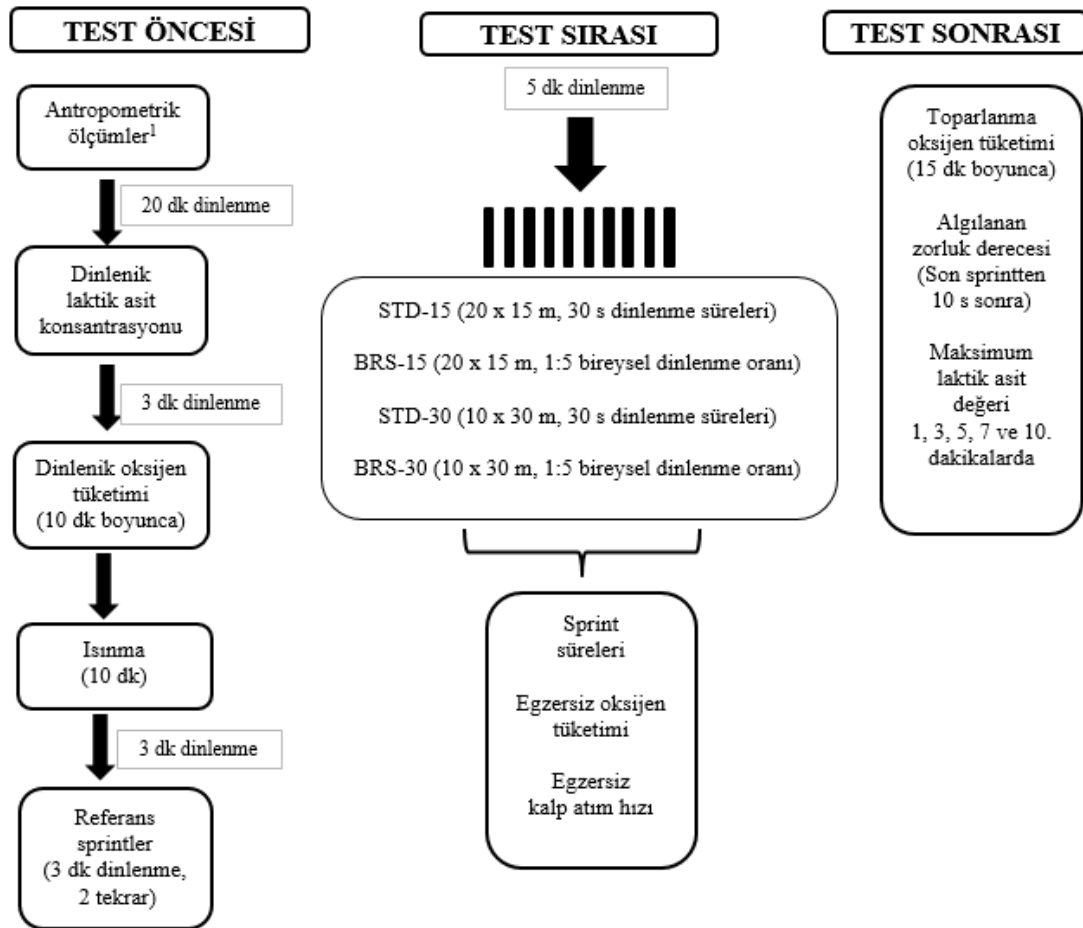 TEST ÖNCESİ
Antropometrik
ölçümler¹
20 dk dinlenme
Dinlenik
laktik asit
konsantrasyonu
3 dk dinlenme
Dinlenik oksijen
tüketimi
(10 dk boyunca)
Isınma
(10 dk)
3 dk dinlenme
Referans
sprintler
(3 dk dinlenme,
2 tekrar)
TEST SIRASI
5 dk dinlenme
STD-15 (20 x 15 m, 30 s dinlenme süreleri)
BRS-15 (20 x 15 m, 1:5 bireysel dinlenme oranı)
STD-30 (10 x 30 m, 30 s dinlenme süreleri)
BRS-30 (10 x 30 m, 1:5 bireysel dinlenme oranı)
Sprint
süreleri
Egzersiz oksijen
tüketimi
Egzersiz
kalp atım hızı
TEST SONRASI
Toparlanma
oksijen tüketimi
(15 dk boyunca)
Algılanan
zorluk derecesi
(Son sprintten
10 s sonra)
Maksimum
laktik asit
değeri
1, 3, 5, 7 ve 10.
dakikalarda